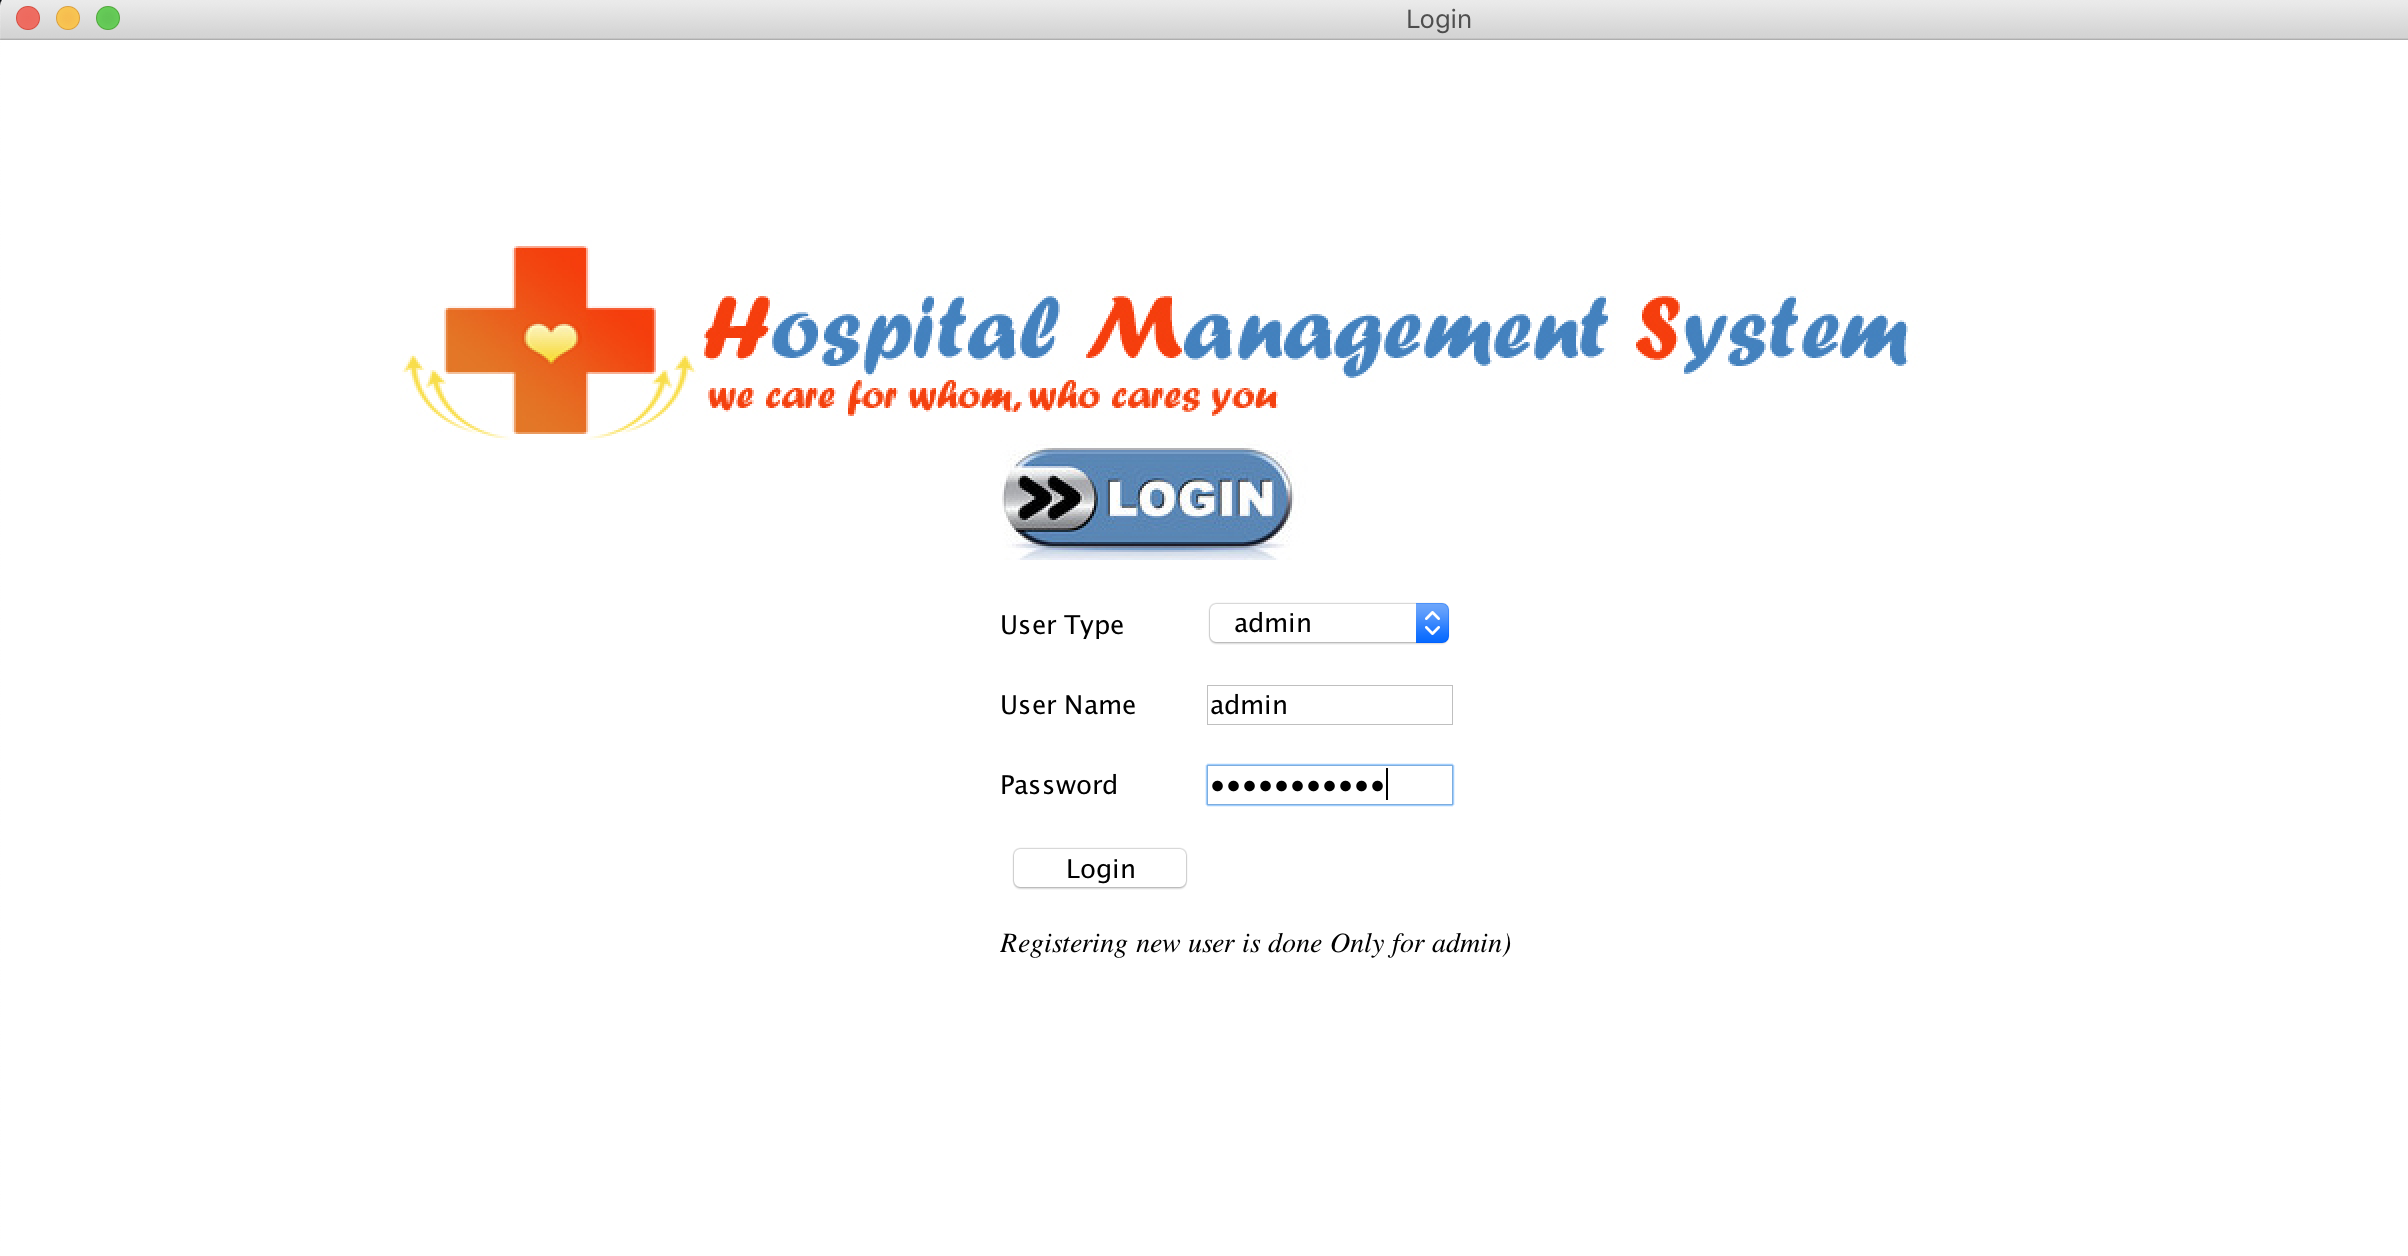 Login
Hospital Management System
we care for whom, who cares you
LOGIN
User Type admin
User Name admin
Password •••••••••••
Login
Registering new user is done Only for admin)